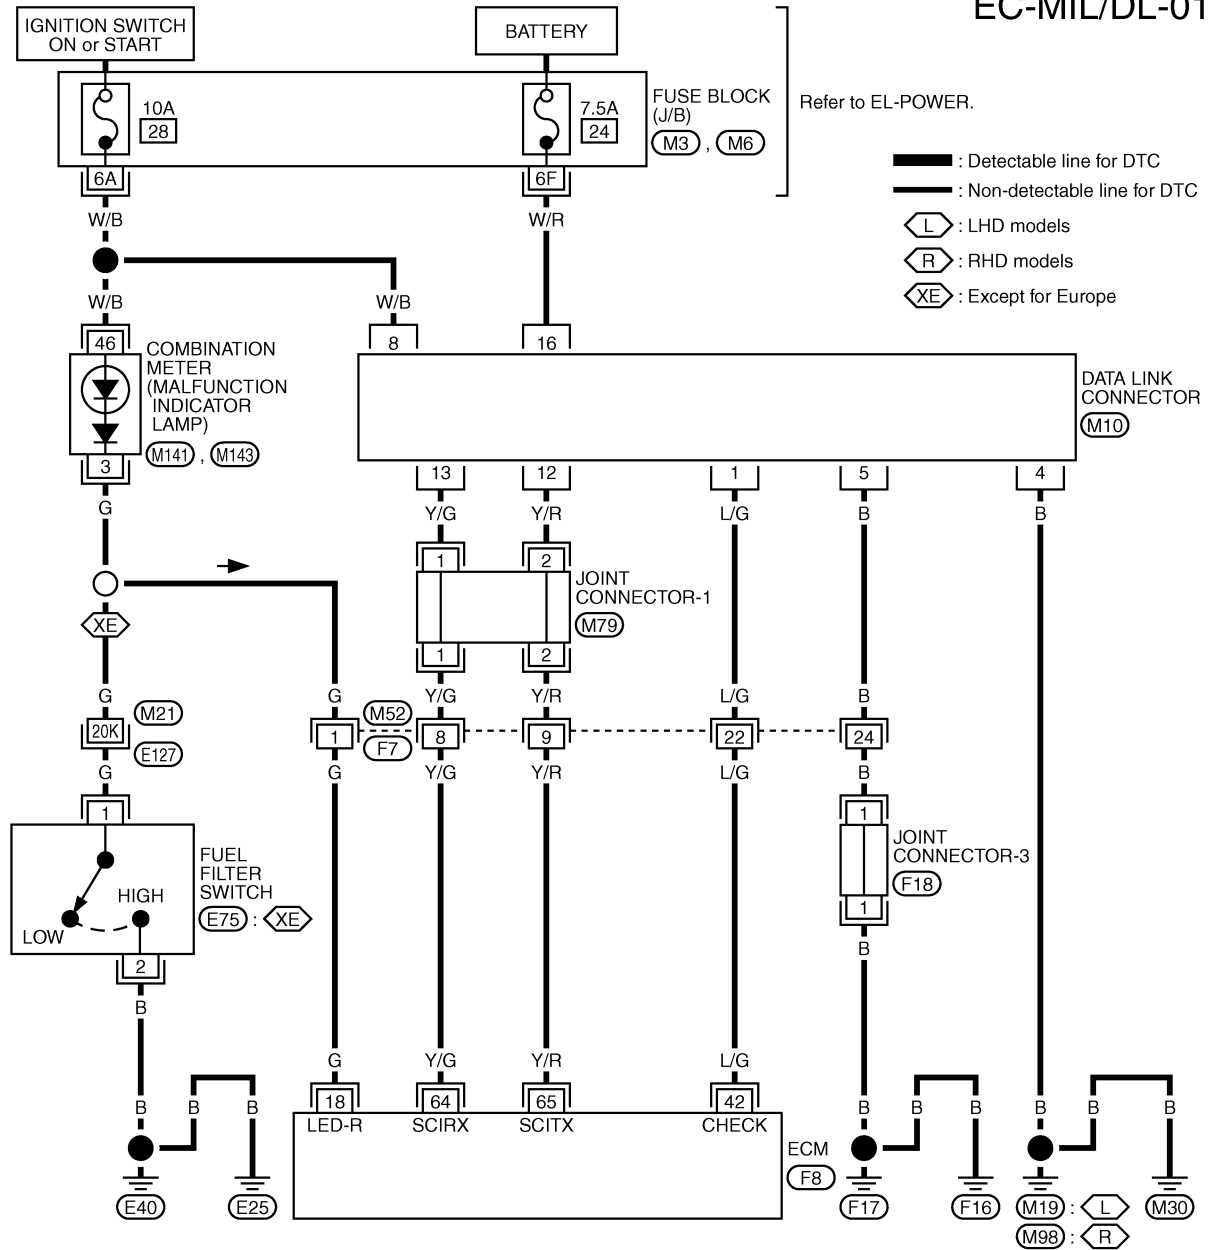 EC-MIL/DL-01
IGNITION SWITCH
ON or START
BATTERY
10A
28
7.5A
24
FUSE BLOCK
(J/B)
M3 , M6
Refer to EL-POWER.
: Detectable line for DTC
: Non-detectable line for DTC
L : LHD models
R : RHD models
XE : Except for Europe
6A
6F
W/B
W/R
W/B
W/B
46
8
16
COMBINATION
METER
(MALFUNCTION
INDICATOR
LAMP)
M141 , M143
DATA LINK
CONNECTOR
M10
3
13
12
1
5
4
G
Y/G
Y/R
L/G
B
B
1
2
JOINT
CONNECTOR-1
M79
XE
1
2
G
G
Y/G
Y/R
L/G
B
M21
20K
E127
M52
1
F7
8
9
22
24
G
G
Y/G
Y/R
L/G
B
1
1
JOINT
CONNECTOR-3
F18
FUEL
FILTER
SWITCH
E75 : XE
HIGH
LOW
1
2
B
B
G
Y/G
Y/R
L/G
18
64
65
42
LED-R
SCIRX
SCITX
CHECK
ECM
F8
B
B
B
B
B
B
B
B
B
E40
E25
F17
F16
M19 : L
M98 : R
M30